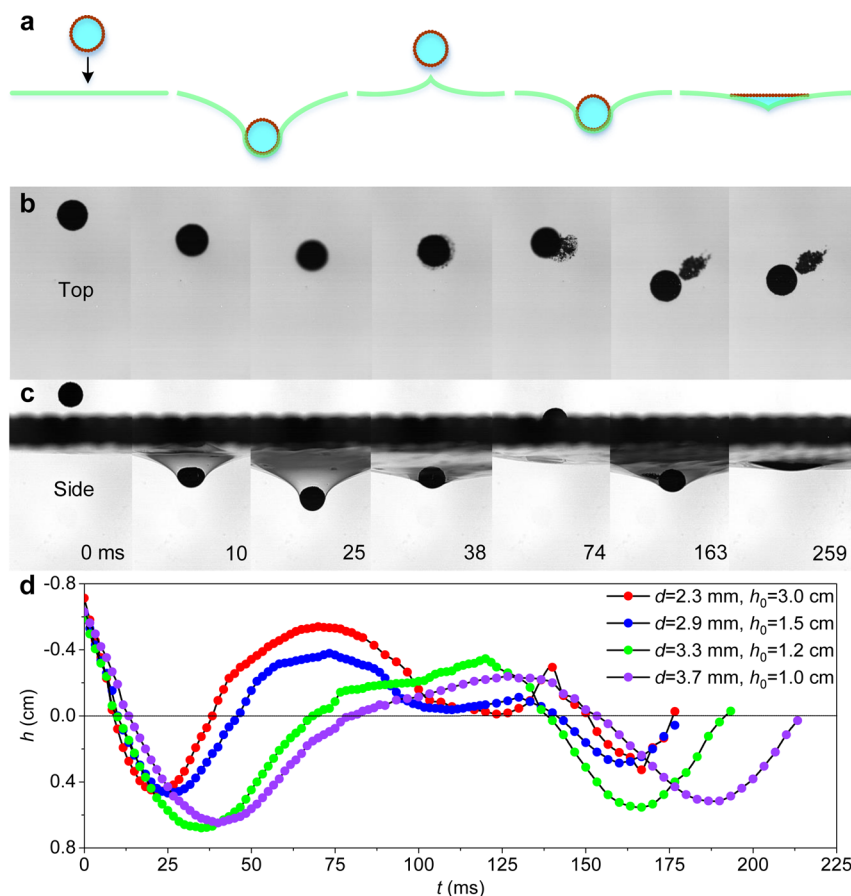 a
b
Top
c
Side
0 ms
10
25
38
74
163
259
d
-0.8
-0.4
0.0
0.4
0.8
h (cm)
d=2.3 mm, h₀=3.0 cm
d=2.9 mm, h₀=1.5 cm
d=3.3 mm, h₀=1.2 cm
d=3.7 mm, h₀=1.0 cm
0 25 50 75 100 125 150 175 200 225
t (ms)